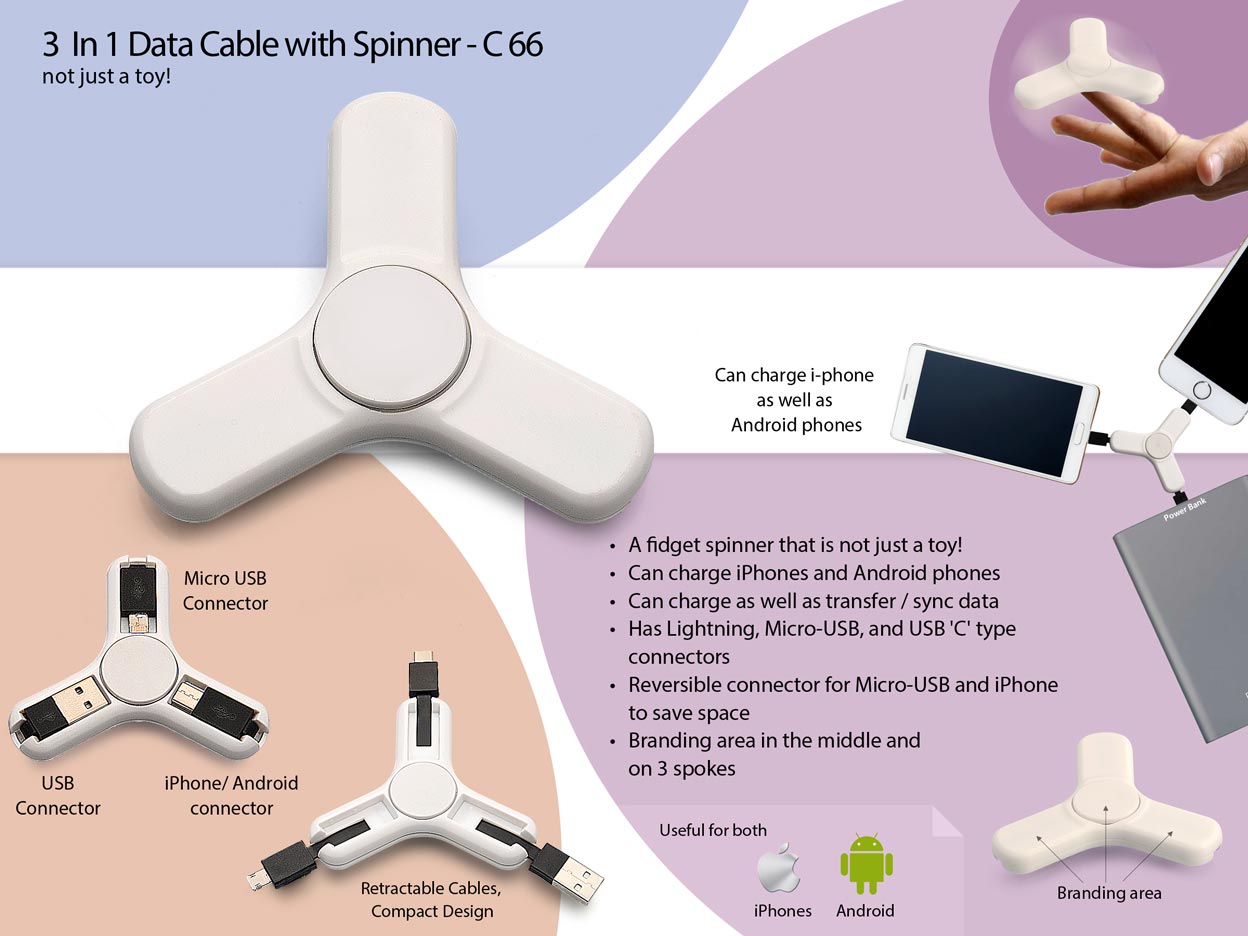 3 In 1 Data Cable with Spinner - C 66
not just a toy!
Can charge i-phone
as well as
Android phones
Power Bank
• A fidget spinner that is not just a toy!
• Can charge iPhones and Android phones
• Can charge as well as transfer / sync data
• Has Lightning, Micro-USB, and USB 'C' type
connectors
• Reversible connector for Micro-USB and iPhone
to save space
• Branding area in the middle and
on 3 spokes
Micro USB
Connector
USB
Connector
iPhone/ Android
connector
Retractable Cables,
Compact Design
Useful for both
iPhones
Android
Branding area